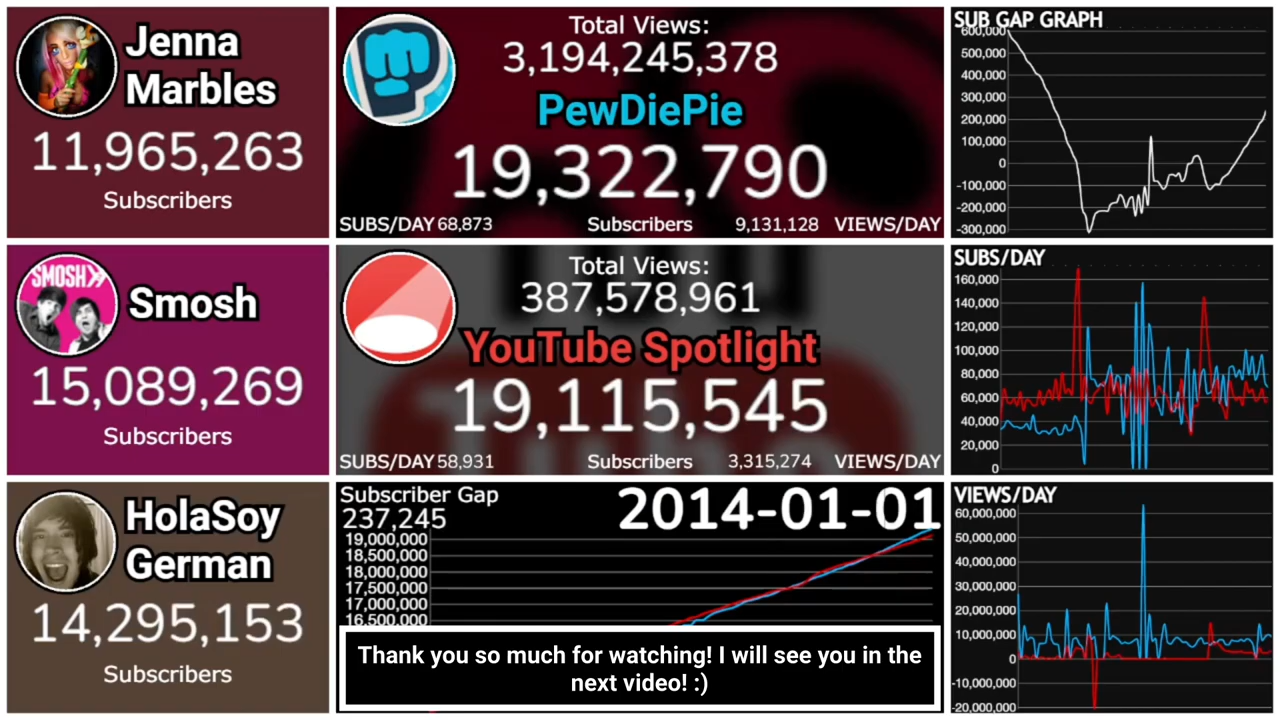 Jenna
Marbles
11,965,263
Subscribers
SMOSH
Smosh
15,089,269
Subscribers
HolaSoy
German
14,295,153
Subscribers
Total Views:
3,194,245,378
PewDiePie
19,322,790
SUBS/DAY 68,873 Subscribers 9,131,128 VIEWS/DAY
Total Views:
387,578,961
YouTube Spotlight
19,115,545
SUBS/DAY 58,931 Subscribers 3,315,274 VIEWS/DAY
Subscriber Gap
237,245
2014-01-01
19,000,000
18,500,000
18,000,000
17,500,000
17,000,000
16,500,000
Thank you so much for watching! I will see you in the
next video! :)
SUB GAP GRAPH
600,000
500,000
400,000
300,000
200,000
100,000
0
-100,000
-200,000
-300,000
SUBS/DAY
160,000
140,000
120,000
100,000
80,000
60,000
40,000
20,000
0
VIEWS/DAY
60,000,000
50,000,000
40,000,000
30,000,000
20,000,000
10,000,000
0
-10,000,000
-20,000,000